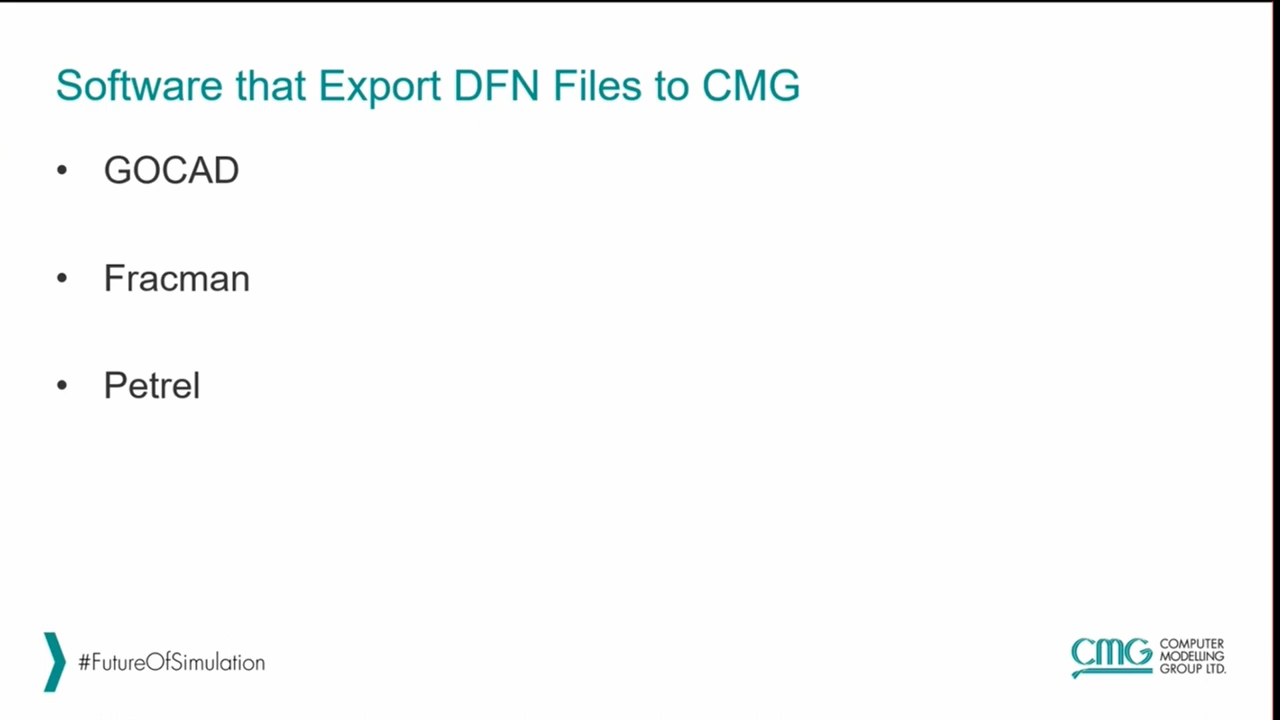 Software that Export DFN Files to CMG
• GOCAD
• Fracman
• Petrel
#FutureOfSimulation
CMG
COMPUTER
MODELLING
GROUP LTD.